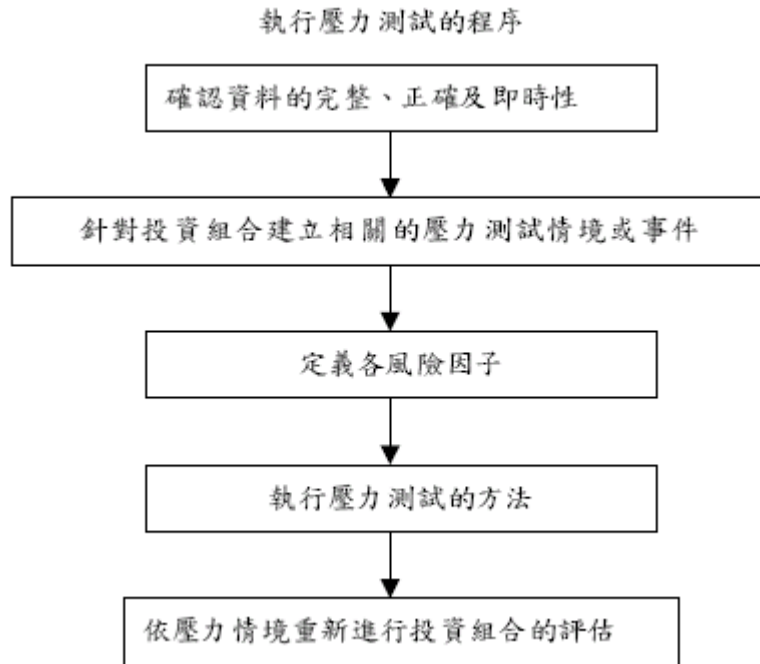 執行壓力測試的程序
確認資料的完整、正確及即時性
針對投資組合建立相關的壓力測試情境或事件
定義各風險因子
執行壓力測試的方法
依壓力情境重新進行投資組合的評估